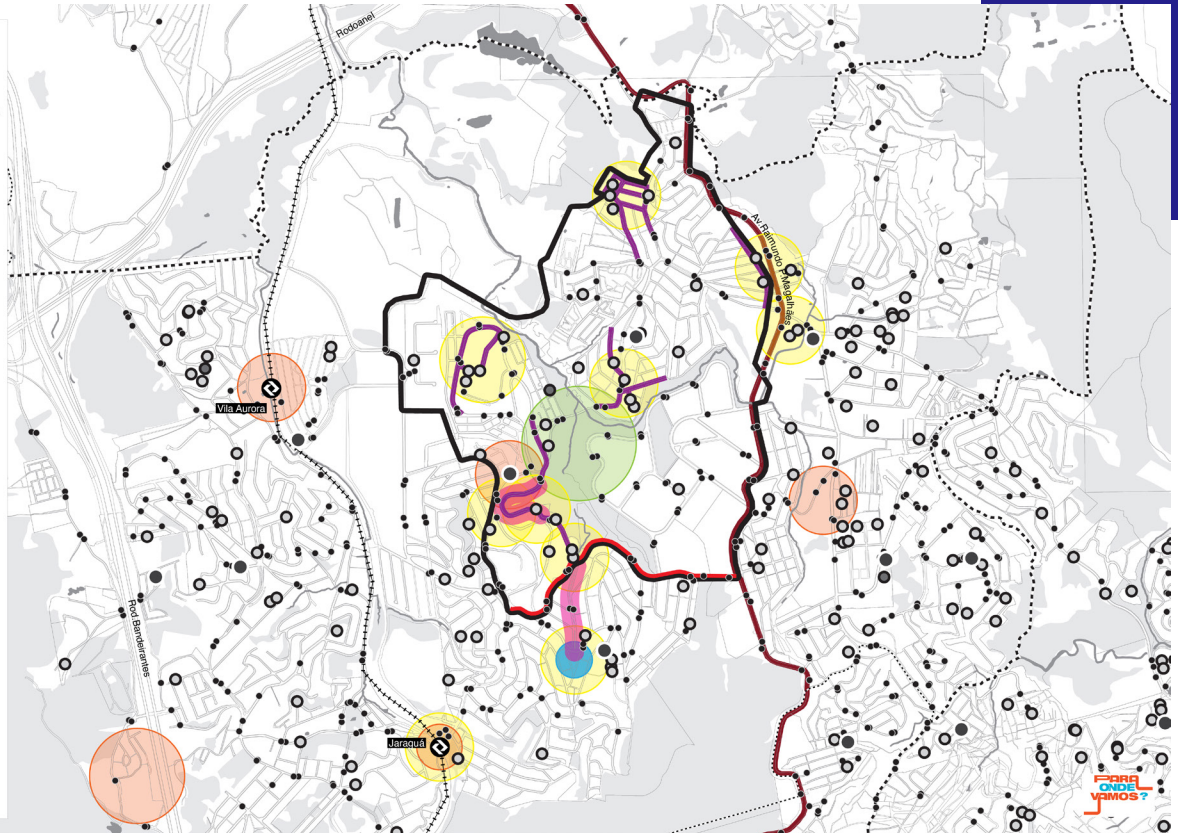 Rodoanel
Av Raimundo P.Magalhães
Vila Aurora
Rod.Bandeirantes
Jaraguá
PARA
ONDE
VAMOS?